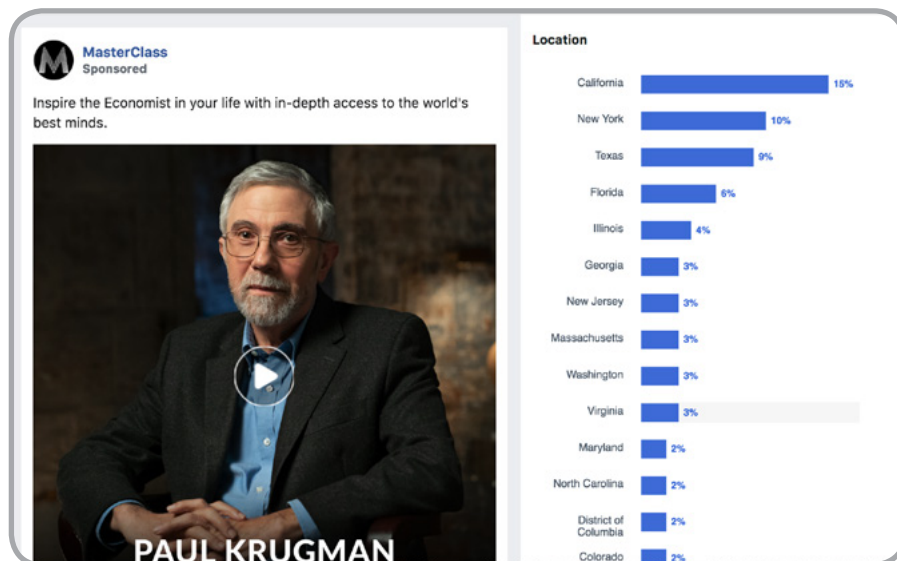 MasterClass
Sponsored
Inspire the Economist in your life with in-depth access to the world's
best minds.
PAUL KRUGMAN
Location
California 15%
New York 10%
Texas 9%
Florida 6%
Illinois 4%
Georgia 3%
New Jersey 3%
Massachusetts 3%
Washington 3%
Virginia 3%
Maryland 2%
North Carolina 2%
District of
Columbia 2%
Colorado 2%